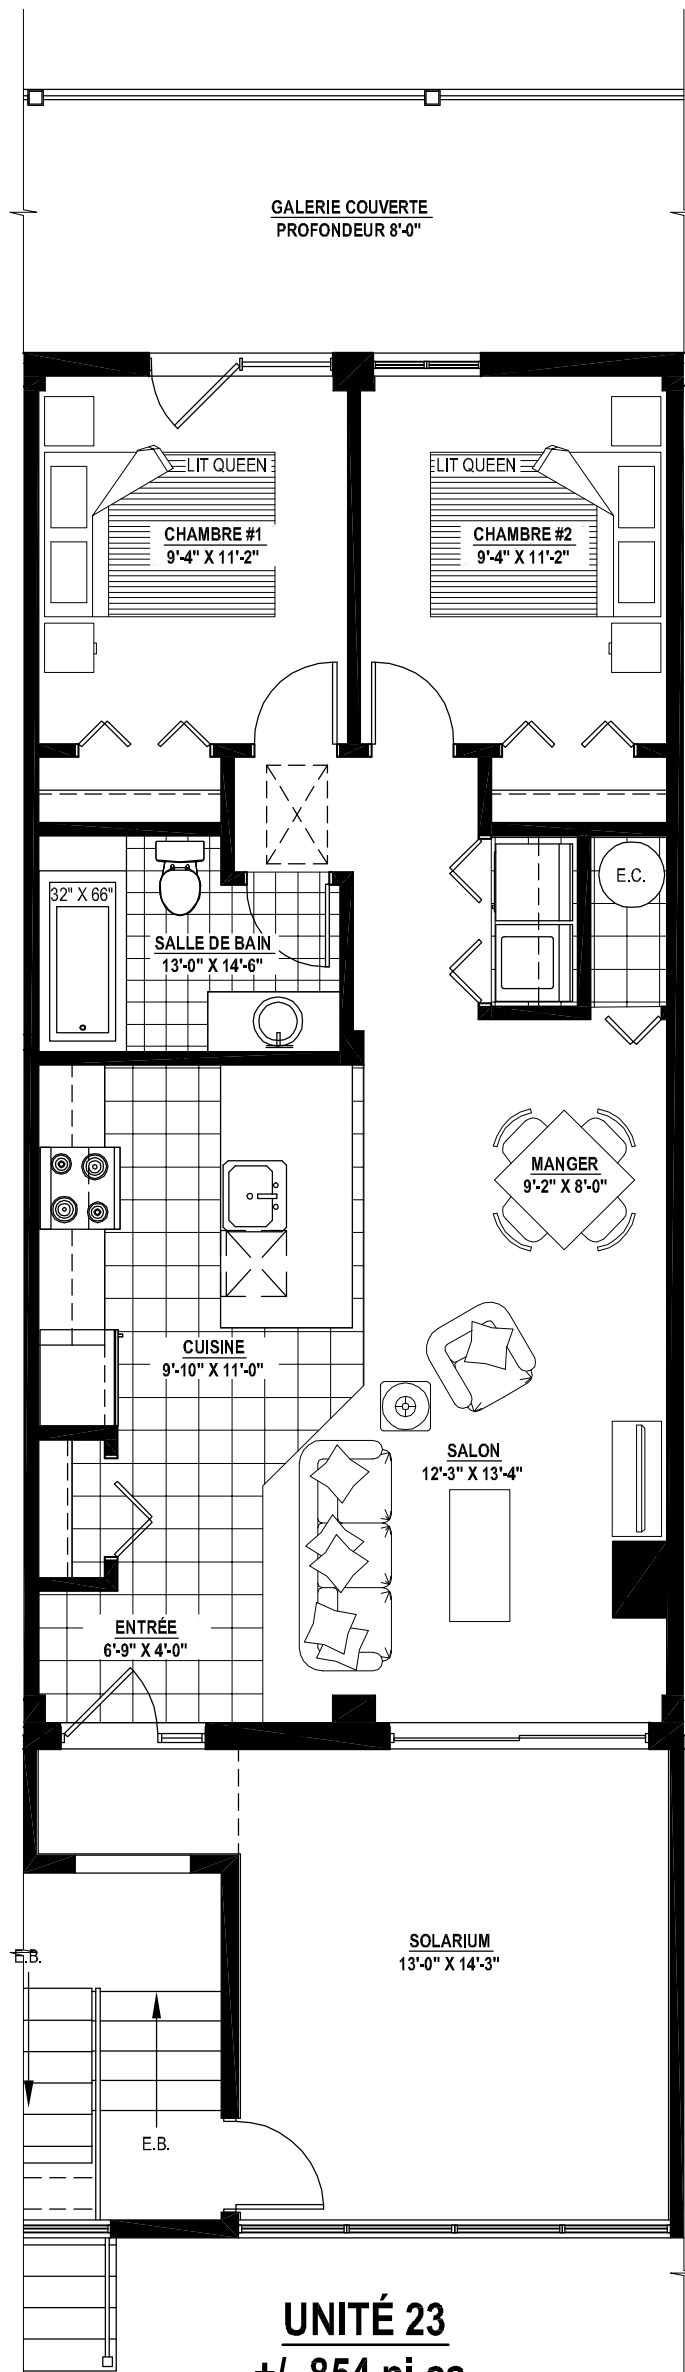 GALERIE COUVERTE
PROFONDEUR 8'-0"
LIT QUEEN
LIT QUEEN
CHAMBRE #1
9'-4" X 11'-2"
CHAMBRE #2
9'-4" X 11'-2"
X
E.C.
32" X 66"
SALLE DE BAIN
13'-0" X 14'-6"
MANGER
9'-2" X 8'-0"
CUISINE
9'-10" X 11'-0"
SALON
12'-3" X 13'-4"
ENTRÉE
6'-9" X 4'-0"
SOLARIUM
13'-0" X 14'-3"
E.B.
E.B.
UNITÉ 23
+/- 854 pi ca